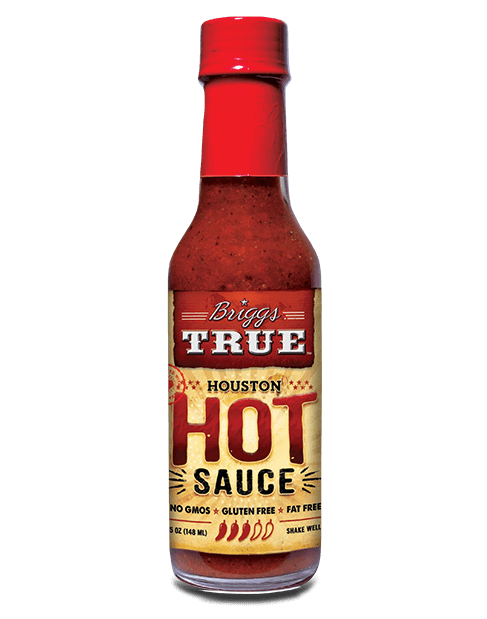 Briggs
TRUE
HOUSTON
HOT
SAUCE
NO GMOS ★ GLUTEN FREE ★ FAT FREE
5 OZ (148 ML) SHAKE WELL